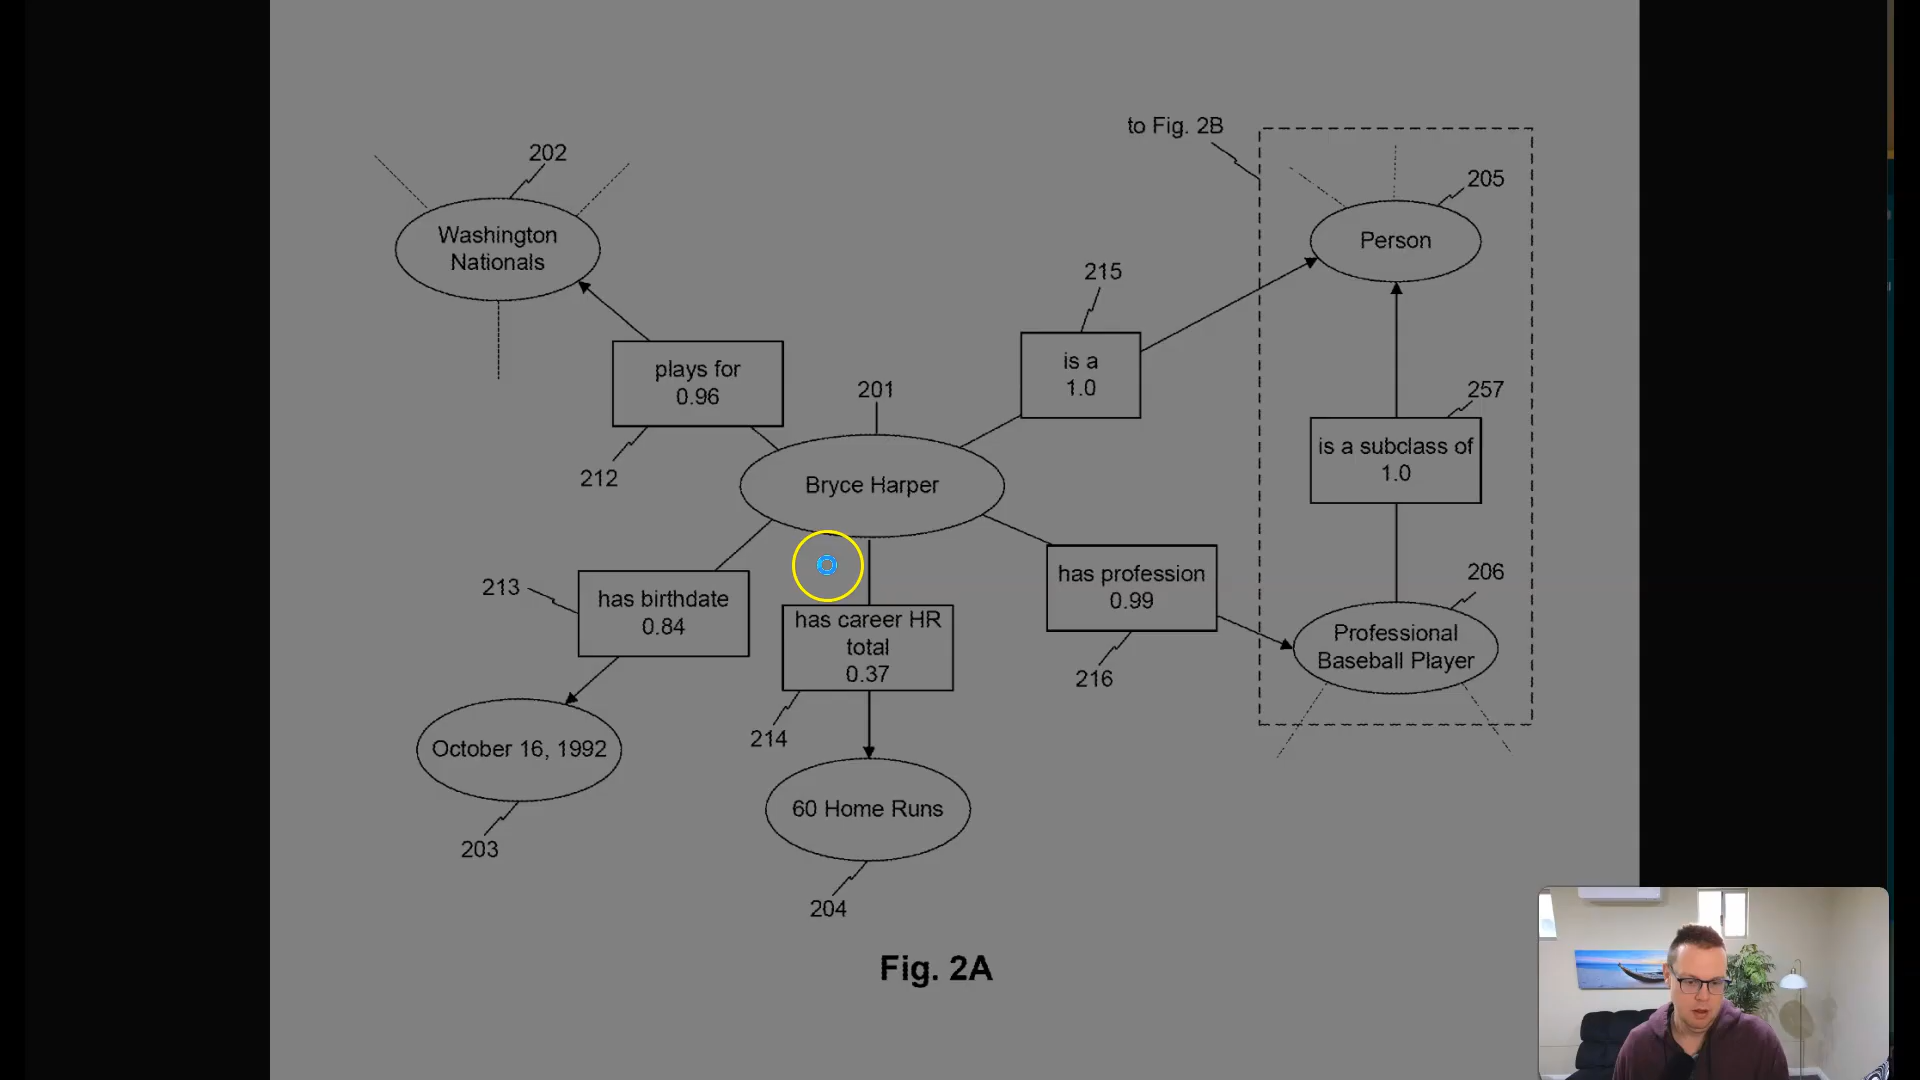 to Fig. 2B
202
205
Washington
Nationals
Person
215
plays for
0.96
is a
1.0
201
257
is a subclass of
1.0
212
Bryce Harper
213
has birthdate
0.84
has career HR
total
0.37
has profession
0.99
206
Professional
Baseball Player
216
214
October 16, 1992
60 Home Runs
203
204
Fig. 2A